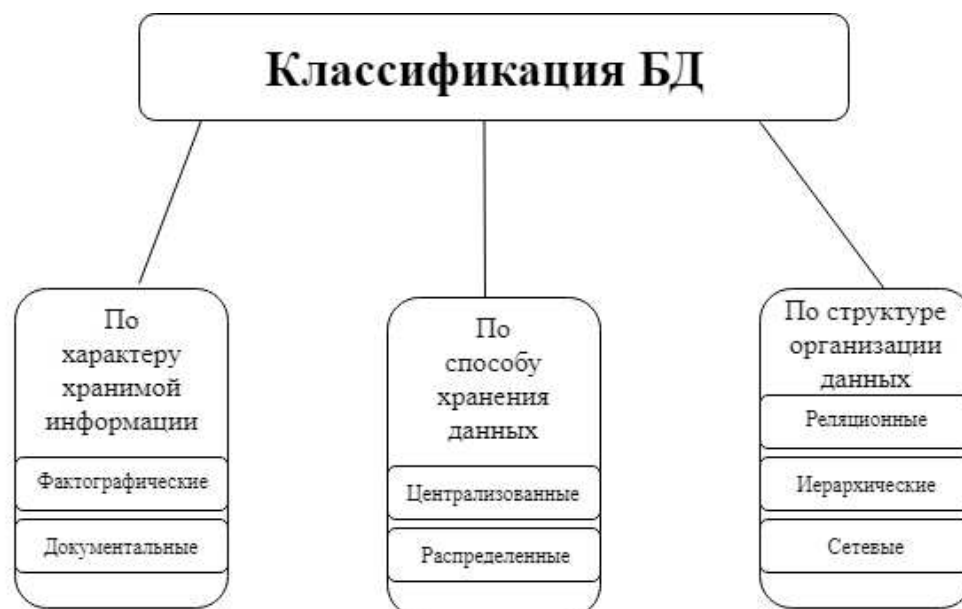 Классификация БД
По
характеру
хранимой
информации
Фактографические
Документальные
По
способу
хранения
данных
Централизованные
Распределенные
По структуре
организации
данных
Реляционные
Иерархические
Сетевые